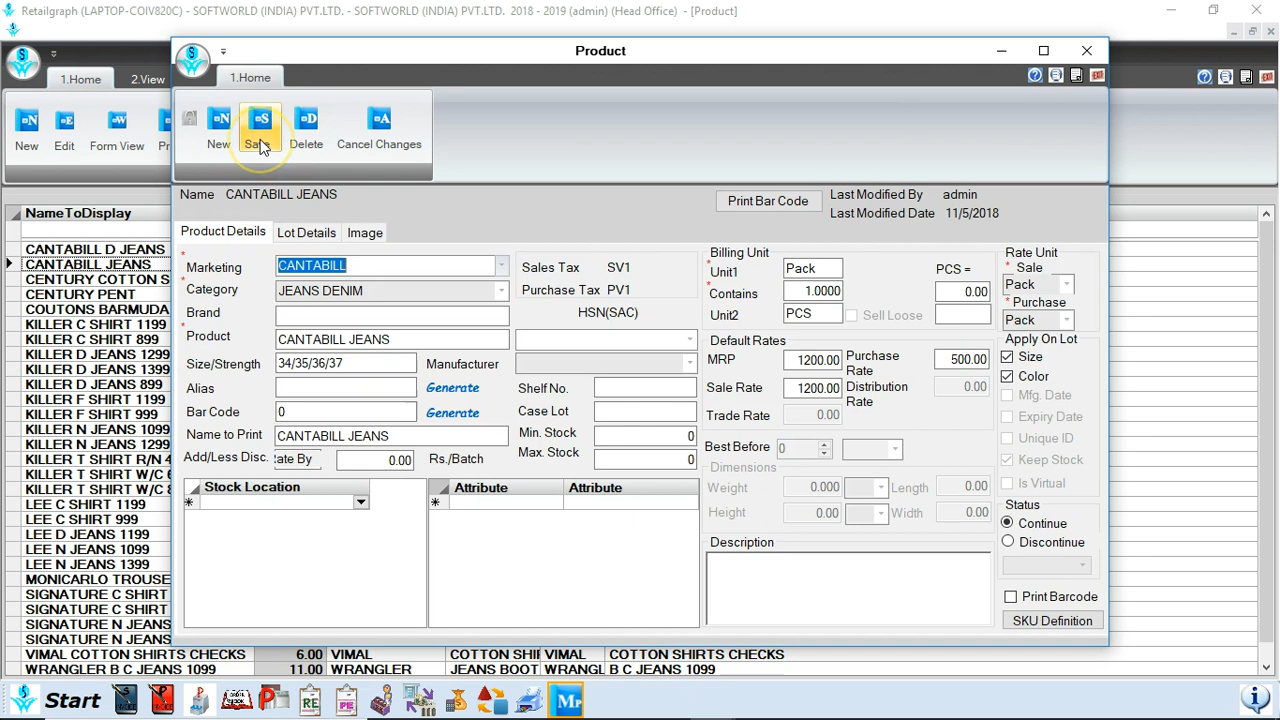 Retailgraph (LAPTOP-COIV820C) - SOFTWORLD (INDIA) PVT.LTD. - SOFTWORLD (INDIA) PVT.LTD. 2018 - 2019 (admin) (Head Office) - [Product]
Product
1.Home
2.View
1.Home
New
Edit
Form View
New
Save
Delete
Cancel Changes
Name CANTABILL JEANS
Print Bar Code
Last Modified By admin
Last Modified Date 11/5/2018
Product Details
Lot Details
Image
Marketing CANTABILL
Category JEANS DENIM
Brand
Product CANTABILL JEANS
Size/Strength 34/35/36/37
Alias
Generate
Bar Code 0
Generate
Name to Print CANTABILL JEANS
Add/Less Disc.
0.00
Rs./Batch
Sales Tax SV1
Purchase Tax PV1
HSN(SAC)
Manufacturer
Shelf No.
Case Lot
Min. Stock 0
Max. Stock 0
Stock Location
Attribute Attribute
Billing Unit
Unit1 Pack
PCS =
Contains 1.0000
0.00
Unit2 PCS
Sell Loose
Default Rates
MRP 1200.00
Purchase Rate 500.00
Sale Rate 1200.00
Distribution Rate 0.00
Trade Rate 0.00
Best Before 0
Dimensions
Weight 0.000
Length 0.00
Height 0.00
Width 0.00
Description
Rate Unit
Sale
Pack
Purchase
Pack
Apply On Lot
Size
Color
Mfg. Date
Expiry Date
Unique ID
Keep Stock
Is Virtual
Status
Continue
Discontinue
Print Barcode
SKU Definition
NameToDisplay
CANTABILL D JEANS
CANTABILL JEANS
CENTURY COTTON S
CENTURY PENT
COUTONS BARMUDA
KILLER C SHIRT 1199
KILLER C SHIRT 899
KILLER D JEANS 1299
KILLER D JEANS 1399
KILLER D JEANS 899
KILLER F SHIRT 1199
KILLER F SHIRT 999
KILLER N JEANS 1099
KILLER N JEANS 1299
KILLER T SHIRT R/N 4
KILLER T SHIRT W/C 6
KILLER T SHIRT W/C 8
LEE C SHIRT 1199
LEE C SHIRT 999
LEE D JEANS 1199
LEE N JEANS 1099
LEE N JEANS 1399
MONICARLO TROUSE
SIGNATURE C SHIRT
SIGNATURE C SHIRT
SIGNATURE N JEANS
SIGNATURE N JEANS
VIMAL COTTON SHIRTS CHECKS 6.00 VIMAL COTTON SHI VIMAL COTTON SHIRTS CHECKS
WRANGLER B C JEANS 1099 11.00 WRANGLER JEANS BOOT WRANGL B C JEANS 1099
Start
RE
PE